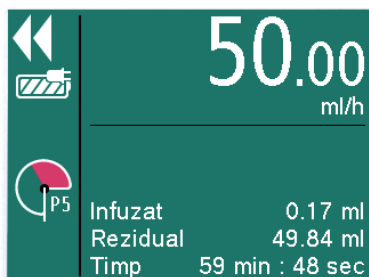 50.00
ml/h
P5
Infuzat 0.17 ml
Rezidual 49.84 ml
Timp 59 min : 48 sec